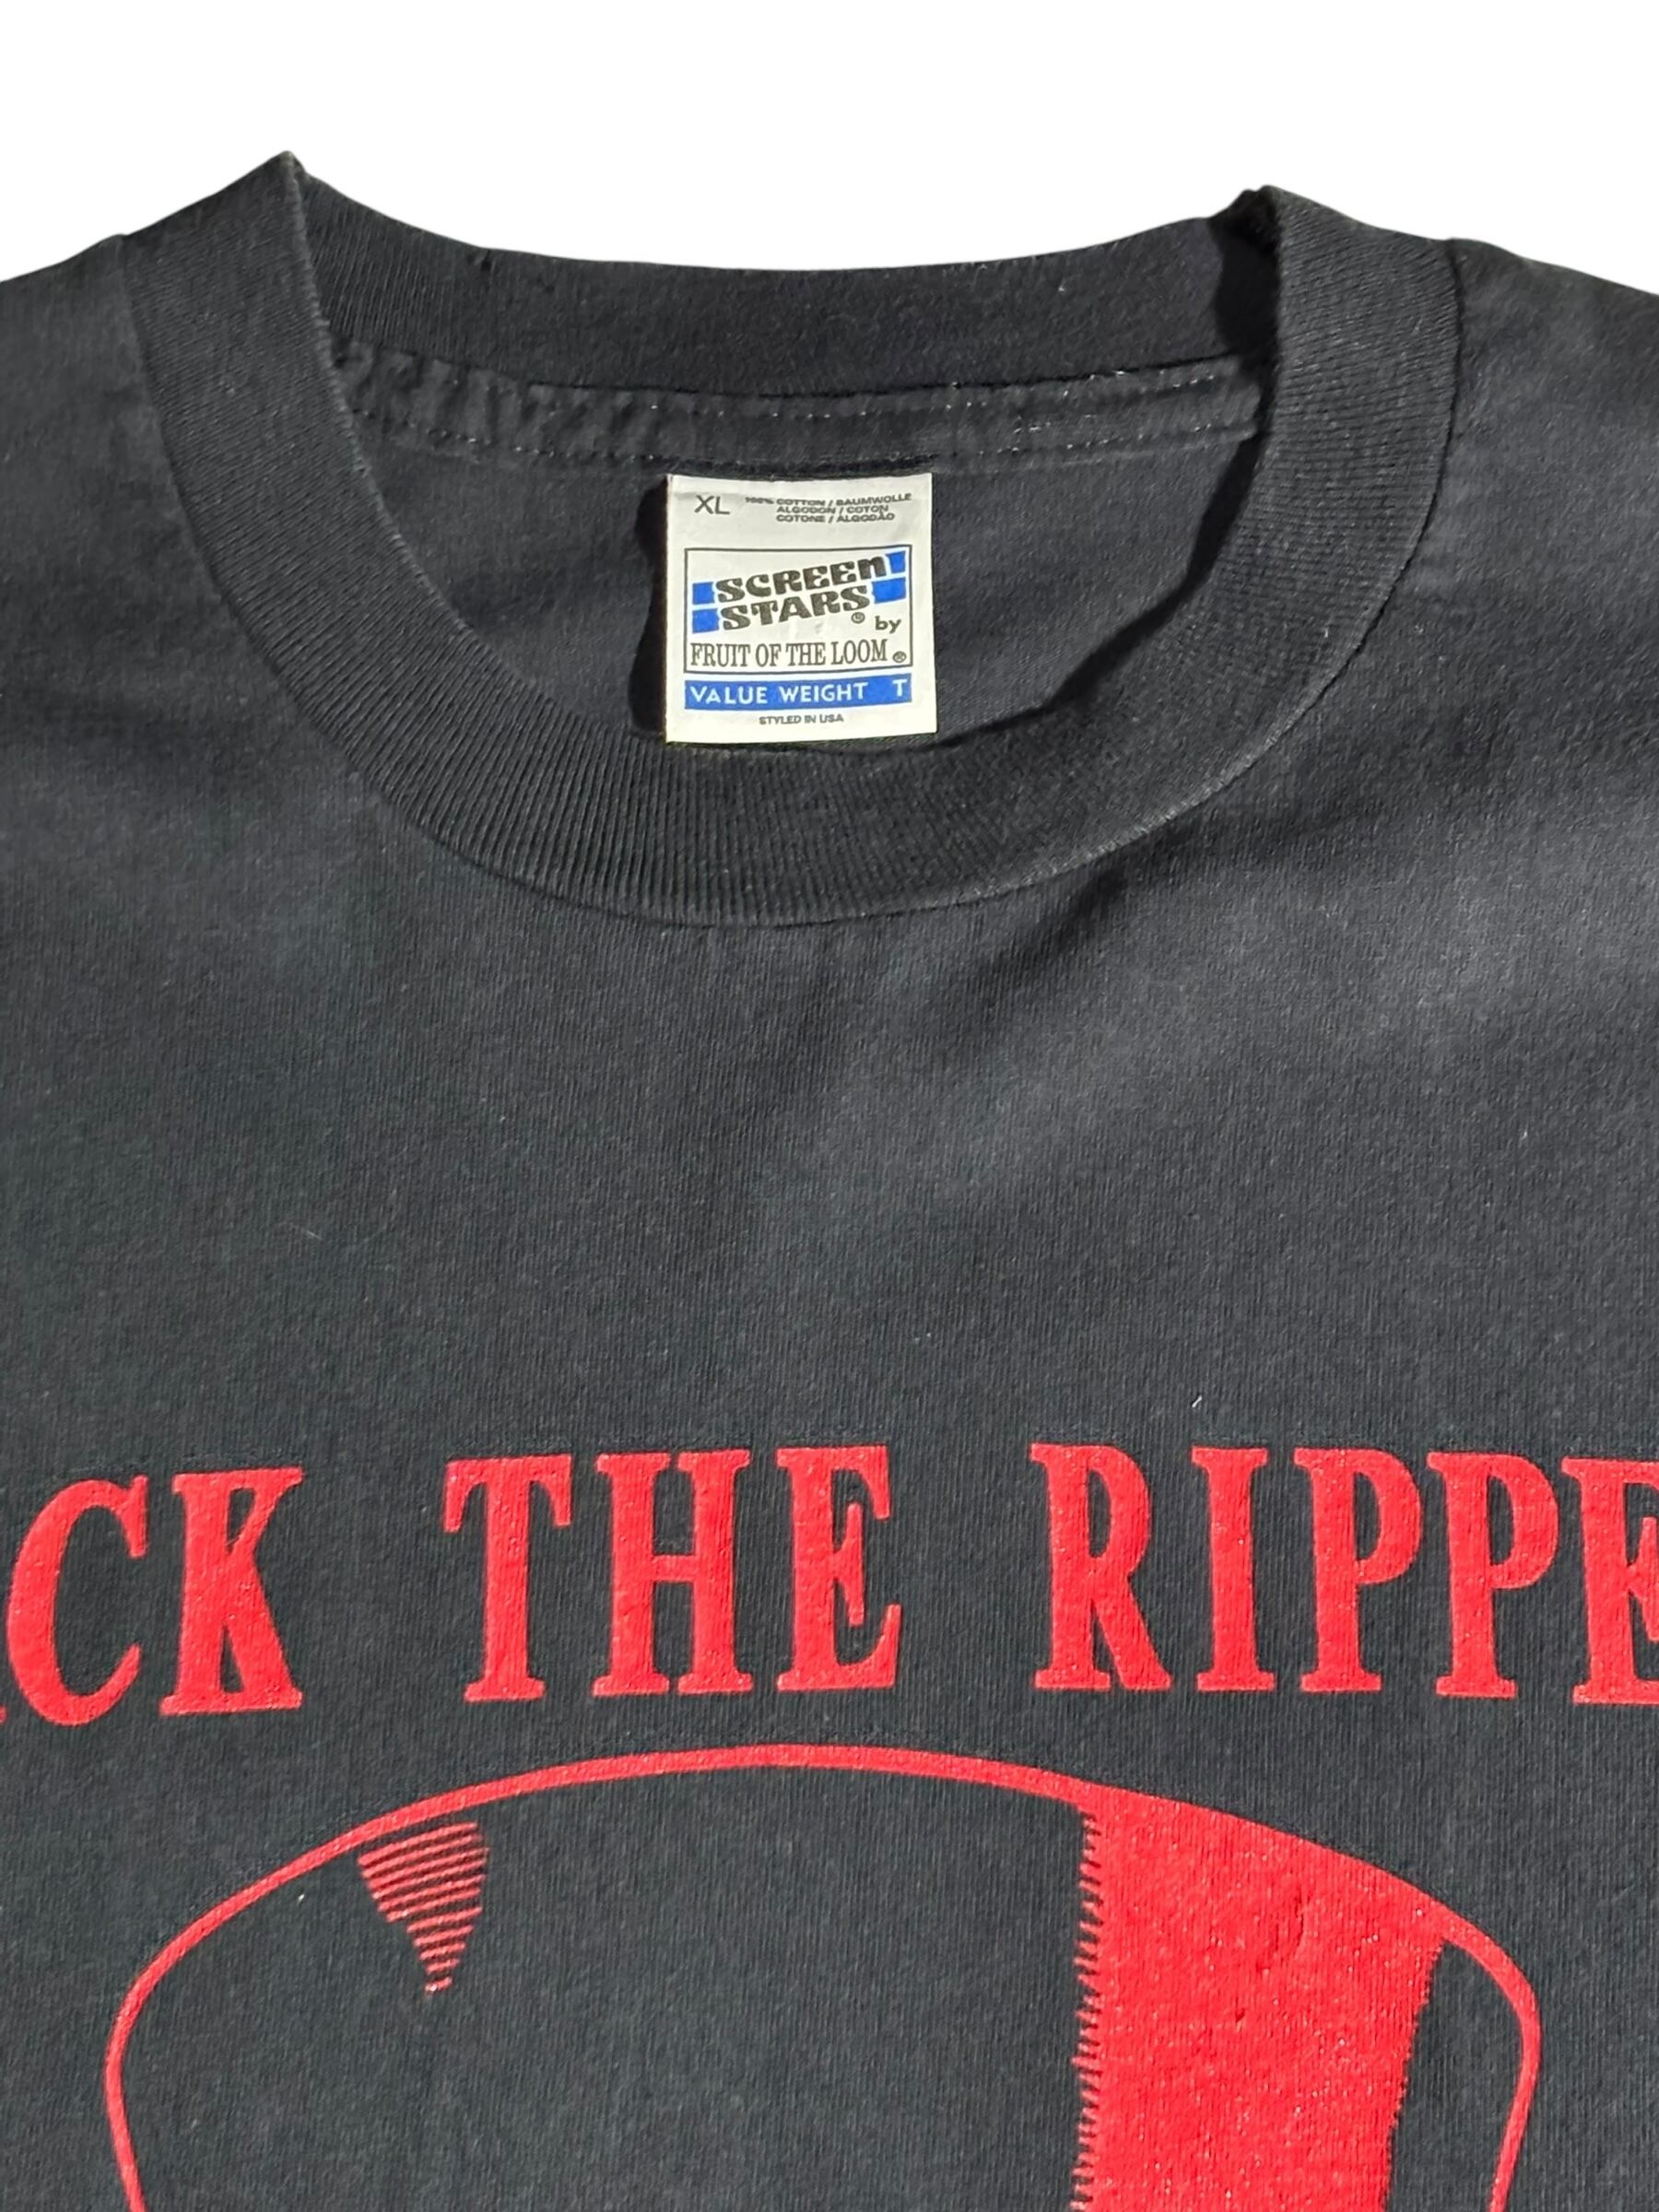 XL
100% COTTON / BAUMWOLLE
ALGODON / COTON
COTONE / ALGODÃO
SCREEN
STARS® by
FRUIT OF THE LOOM®
VALUE WEIGHT T
STYLED IN USA
ACK THE RIPPE